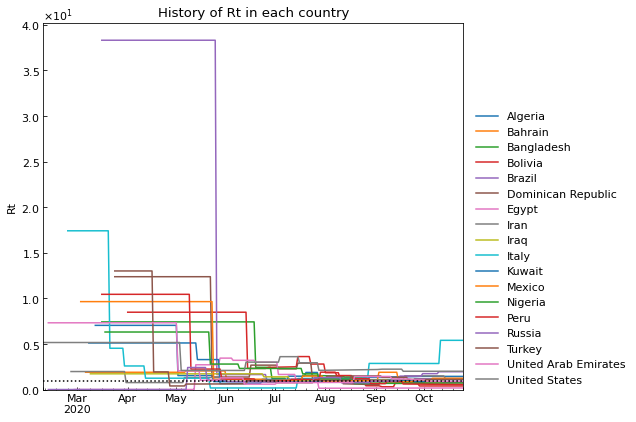 History of Rt in each country
×10¹
4.0
3.5
3.0
2.5
2.0
1.5
1.0
0.5
0.0
Rt
Mar Apr May Jun Jul Aug Sep Oct
2020
Algeria
Bahrain
Bangladesh
Bolivia
Brazil
Dominican Republic
Egypt
Iran
Iraq
Italy
Kuwait
Mexico
Nigeria
Peru
Russia
Turkey
United Arab Emirates
United States